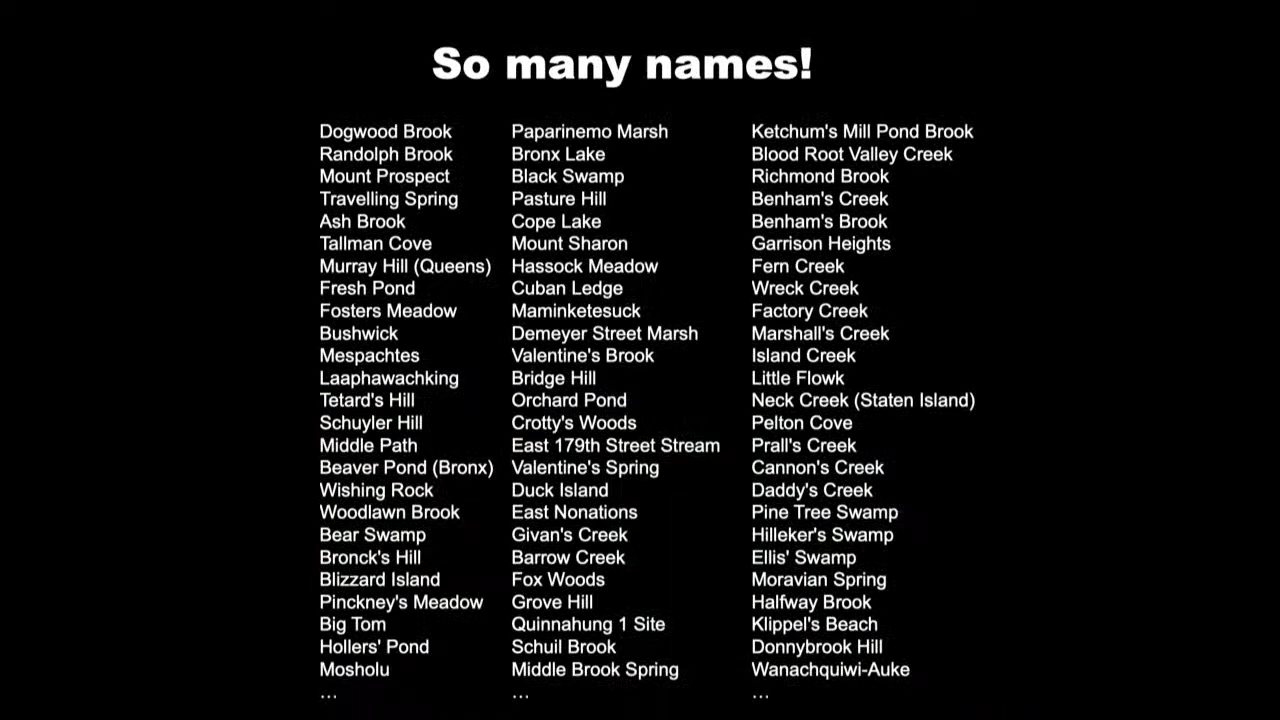 So many names!
Dogwood Brook
Randolph Brook
Mount Prospect
Travelling Spring
Ash Brook
Tallman Cove
Murray Hill (Queens)
Fresh Pond
Fosters Meadow
Bushwick
Mespachtes
Laaphawachking
Tetard's Hill
Schuyler Hill
Middle Path
Beaver Pond (Bronx)
Wishing Rock
Woodlawn Brook
Bear Swamp
Bronck's Hill
Blizzard Island
Pinckney's Meadow
Big Tom
Hollers' Pond
Mosholu
...
Paparinemo Marsh
Bronx Lake
Black Swamp
Pasture Hill
Cope Lake
Mount Sharon
Hassock Meadow
Cuban Ledge
Maminketesuck
Demeyer Street Marsh
Valentine's Brook
Bridge Hill
Orchard Pond
Crotty's Woods
East 179th Street Stream
Valentine's Spring
Duck Island
East Nonations
Givan's Creek
Barrow Creek
Fox Woods
Grove Hill
Quinnahung 1 Site
Schuil Brook
Middle Brook Spring
...
Ketchum's Mill Pond Brook
Blood Root Valley Creek
Richmond Brook
Benham's Creek
Benham's Brook
Garrison Heights
Fern Creek
Wreck Creek
Factory Creek
Marshall's Creek
Island Creek
Little Flowk
Neck Creek (Staten Island)
Pelton Cove
Prall's Creek
Cannon's Creek
Daddy's Creek
Pine Tree Swamp
Hilleker's Swamp
Ellis' Swamp
Moravian Spring
Halfway Brook
Klippel's Beach
Donnybrook Hill
Wanachquiwi-Auke
...